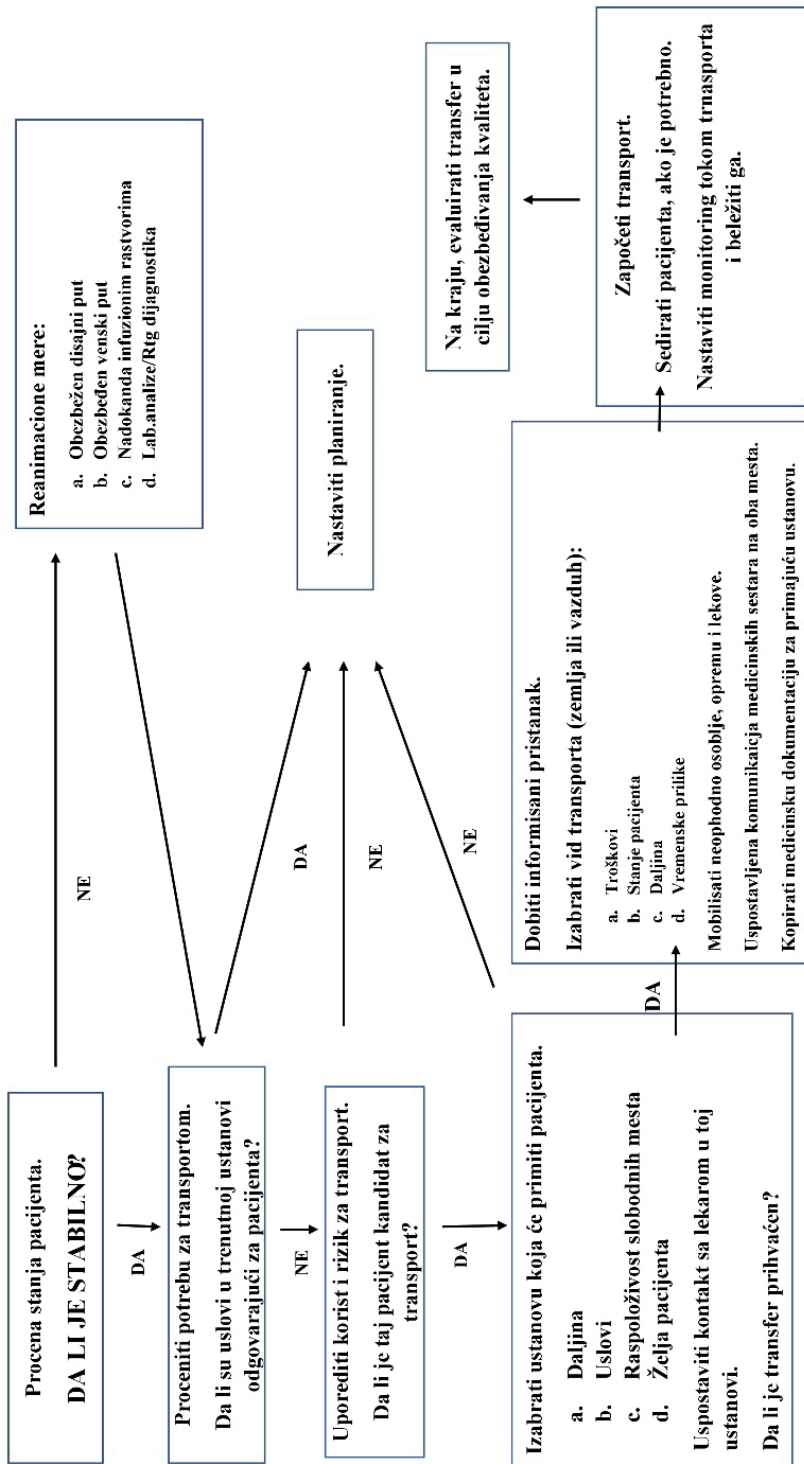 Procena stanja pacijenta.
DA LI JE STABILNO?
NE
Reanimacione mere:
a. Obezbežen disajni put
b. Obezbeđen venski put
c. Nadokanda infuzionim rastvorima
d. Lab.analize/Rtg dijagnostika
DA
Proceniti potrebu za transportom.
Da li su uslovi u trenutnoj ustanovi
odgovarajući za pacijenta?
DA
Nastaviti planiranje.
NE
Uporediti korist i rizik za transport.
Da li je taj pacijent kandidat za
transport?
NE
DA
NE
Izabrati ustanovu koja će primiti pacijenta.
a. Daljina
b. Uslovi
c. Raspoloživost slobodnih mesta
d. Želja pacijenta
Uspostaviti kontakt sa lekarom u toj
ustanovi.
Da li je transfer prihvaćen?
DA
Dobiti informisani pristanak.
Izabrati vid transporta (zemlja ili vazduh):
a. Troškovi
b. Stanje pacijenta
c. Daljina
d. Vremenske prilike
Mobilisati neophodno osoblje, opremu i lekove.
Uspostavljena komunikaicja medicinskih sestara na oba mesta.
Kopirati medicinsku dokumentaciju za primajuću ustanovu.
Započeti transport.
Sedirati pacijenta, ako je potrebno.
Nastaviti monitoring tokom trnasporta
i beležiti ga.
Na kraju, evaluirati transfer u
cilju obezbeđivanja kvaliteta.